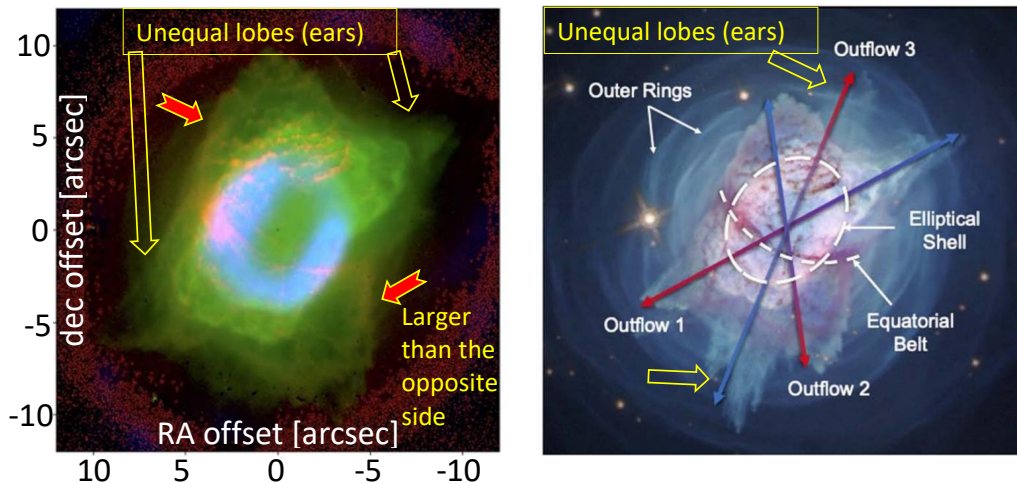 Unequal lobes (ears)
10
5
0
-5
-10
dec offset [arcsec]
Larger
than the
opposite
side
RA offset [arcsec]
10
5
0
-5
-10
Unequal lobes (ears)
Outflow 3
Outer Rings
Elliptical
Shell
Outflow 1
Equatorial
Belt
Outflow 2